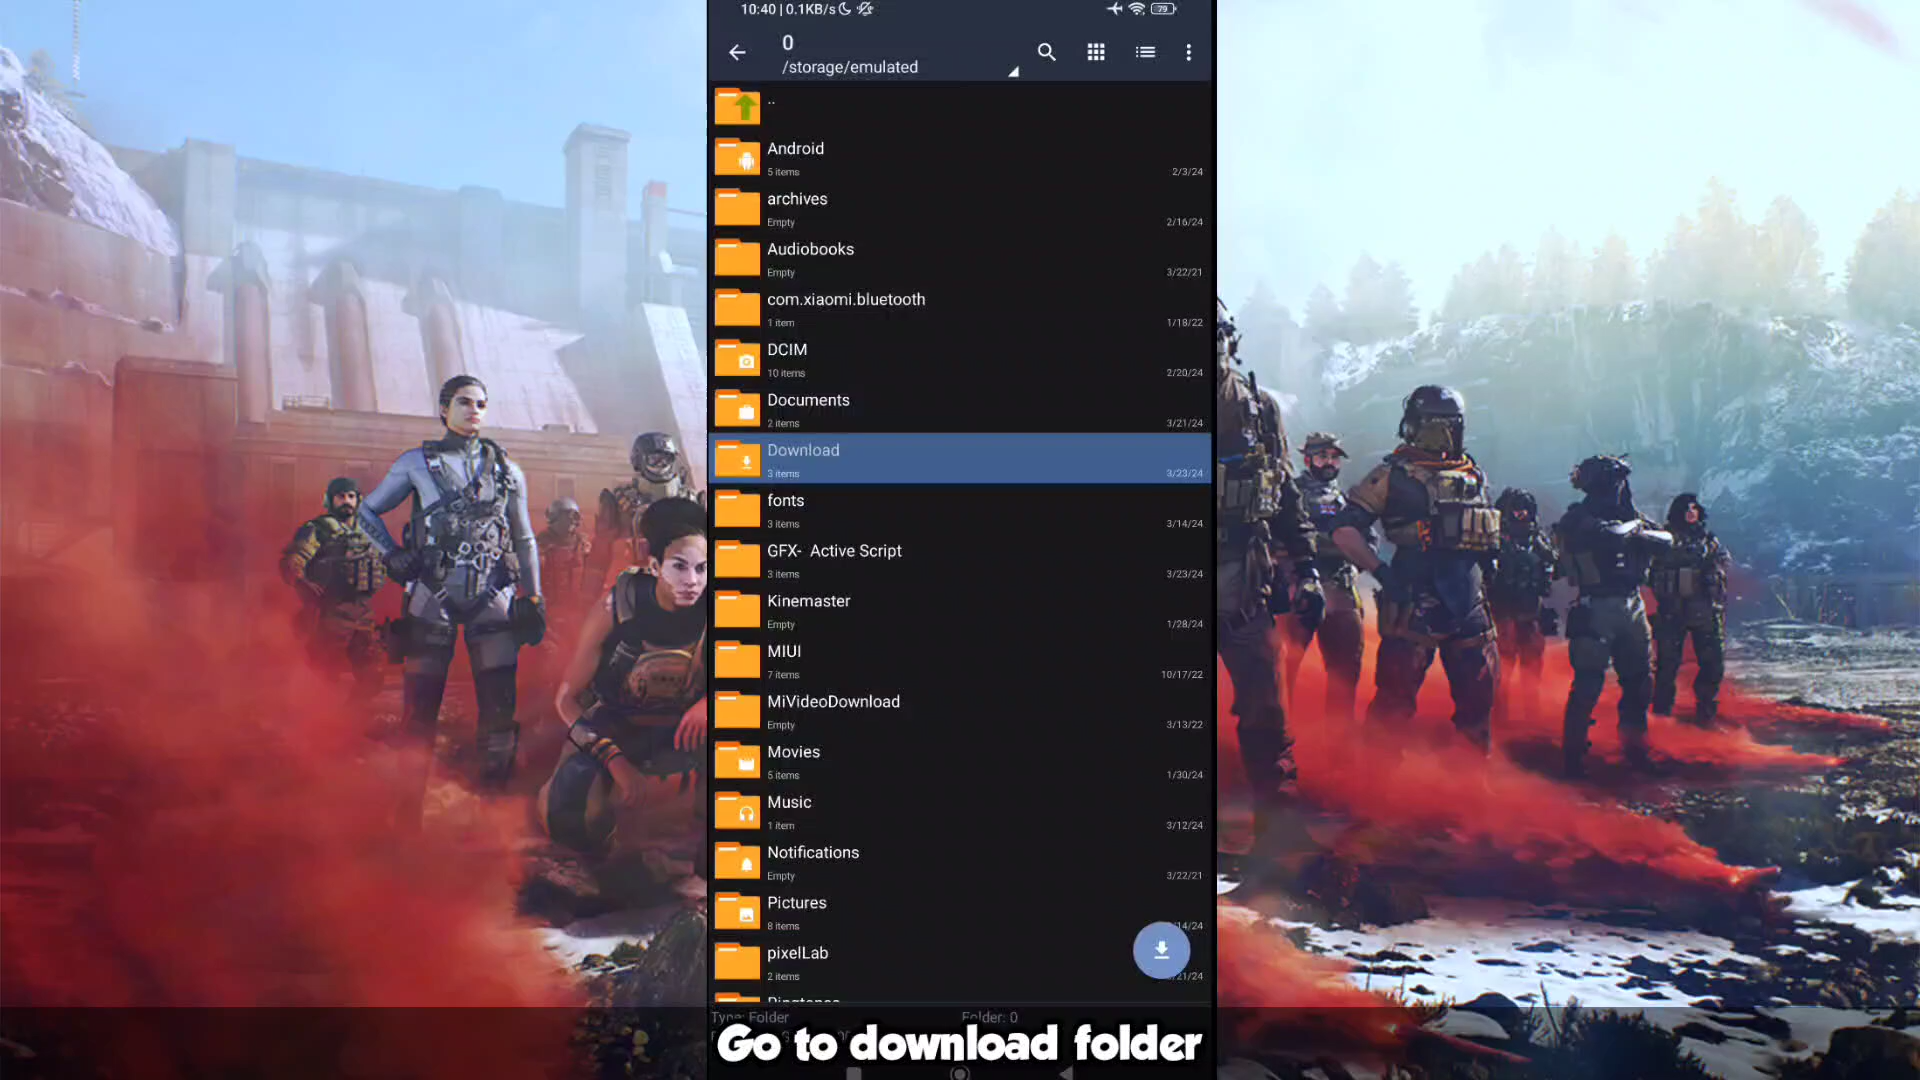 10:40 | 0.1KB/s
79
0
/storage/emulated
..
Android
5 items
2/3/24
archives
Empty
2/16/24
Audiobooks
Empty
3/22/21
com.xiaomi.bluetooth
1 item
1/18/22
DCIM
10 items
2/20/24
Documents
2 items
3/21/24
Download
3 items
3/23/24
fonts
3 items
3/14/24
GFX-  Active Script
3 items
3/23/24
Kinemaster
Empty
1/28/24
MIUI
7 items
10/17/22
MiVideoDownload
Empty
3/13/22
Movies
5 items
1/30/24
Music
1 item
3/12/24
Notifications
Empty
3/22/21
Pictures
8 items
14/24
pixelLab
2 items
21/24
Type: Folder
Folder: 0
Go to download folder